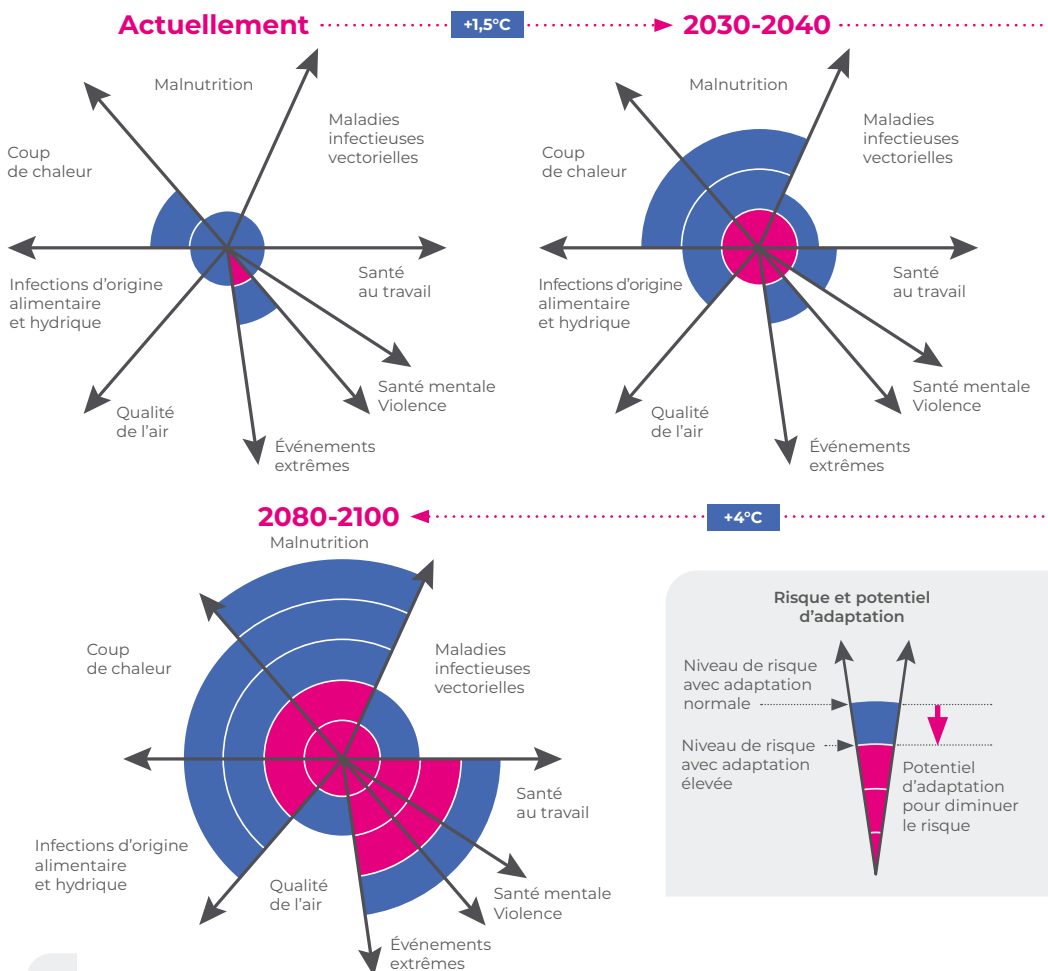 Actuellement
+1,5°C
2030-2040
Malnutrition
Maladies
infectieuses
vectorielles
Coup
de chaleur
Infections d'origine
alimentaire
et hydrique
Santé
au travail
Santé mentale
Violence
Qualité
de l'air
Événements
extrêmes
Malnutrition
Maladies
infectieuses
vectorielles
Coup
de chaleur
Infections d'origine
alimentaire
et hydrique
Santé
au travail
Santé mentale
Violence
Qualité
de l'air
Événements
extrêmes
2080-2100
+4°C
Malnutrition
Coup
de chaleur
Maladies
infectieuses
vectorielles
Santé
au travail
Infections d'origine
alimentaire
et hydrique
Qualité
de l'air
Santé mentale
Violence
Événements
extrêmes
Risque et potentiel
d'adaptation
Niveau de risque
avec adaptation
normale
Niveau de risque
avec adaptation
élevée
Potentiel
d'adaptation
pour diminuer
le risque